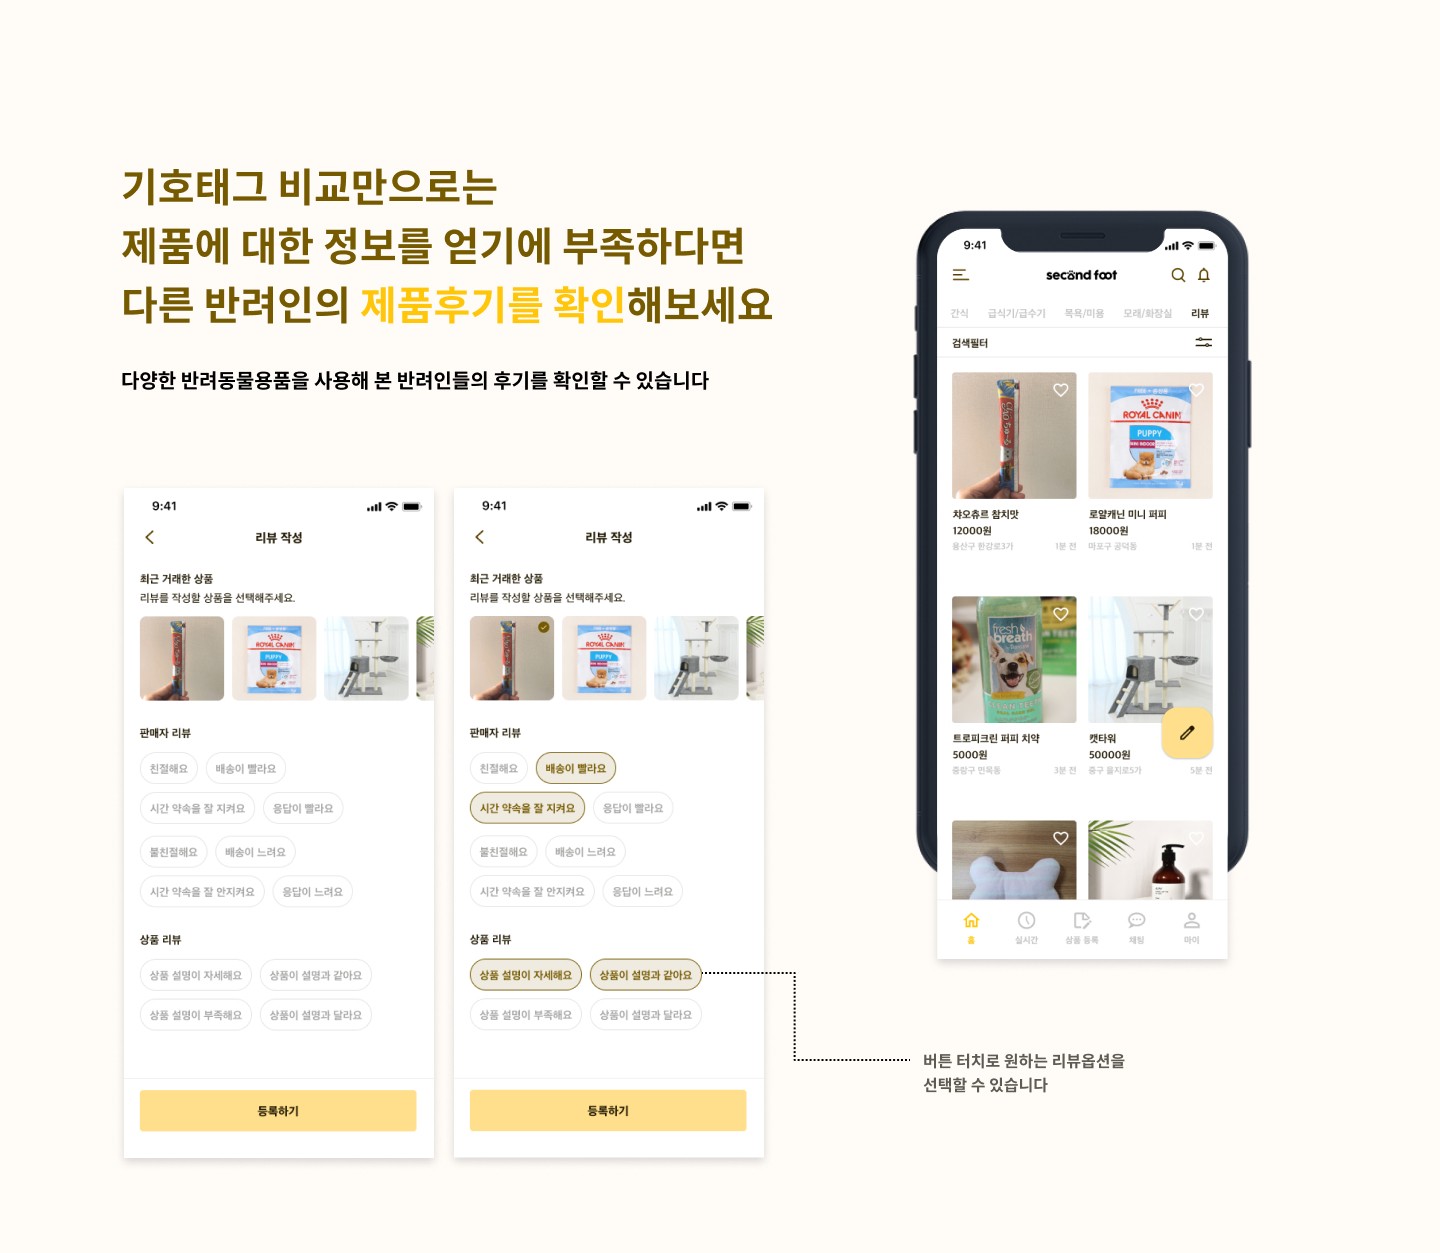 기호태그 비교만으로는
제품에 대한 정보를 얻기에 부족하다면
다른 반려인의 제품후기를 확인해보세요
다양한 반려동물용품을 사용해 본 반려인들의 후기를 확인할 수 있습니다
9:41
리뷰 작성
최근 거래한 상품
리뷰를 작성할 상품을 선택해주세요.
ROYAL CANIN
PUPPY
판매자 리뷰
친절해요 배송이 빨라요
시간 약속을 잘 지켜요 응답이 빨라요
불친절해요 배송이 느려요
시간 약속을 잘 안지켜요 응답이 느려요
상품 리뷰
상품 설명이 자세해요 상품이 설명과 같아요
상품 설명이 부족해요 상품이 설명과 달라요
등록하기
9:41
리뷰 작성
최근 거래한 상품
리뷰를 작성할 상품을 선택해주세요.
ROYAL CANIN
PUPPY
판매자 리뷰
친절해요 배송이 빨라요
시간 약속을 잘 지켜요 응답이 빨라요
불친절해요 배송이 느려요
시간 약속을 잘 안지켜요 응답이 느려요
상품 리뷰
상품 설명이 자세해요 상품이 설명과 같아요
상품 설명이 부족해요 상품이 설명과 달라요
등록하기
9:41
second foot
간식 급식기/급수기 목욕/미용 모래/화장실 리뷰
검색필터
ROYAL CANIN
PUPPY
MINI INDOOR
챠오츄르 참치맛
12000원
용산구 한강로3가 1분 전
로얄캐닌 미니 퍼피
18000원
마포구 공덕동 1분 전
fresh
breath
CLEAN TEETH
트로피크린 퍼피 치약
5000원
중랑구 면목동 3분 전
캣타워
50000원
중구 을지로5가 5분 전
홈 실시간 상품 등록 채팅 마이
버튼 터치로 원하는 리뷰옵션을
선택할 수 있습니다